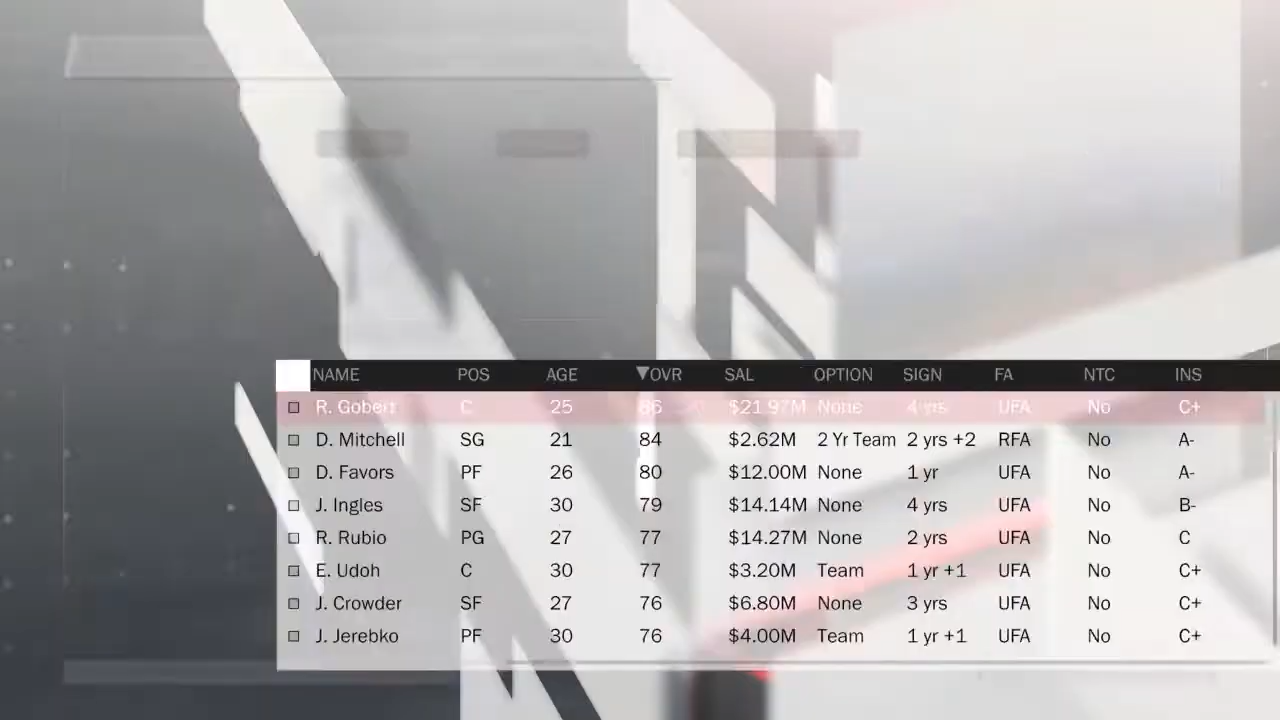 NAME POS AGE ▼OVR SAL OPTION SIGN FA NTC INS
R. Gobert C 25 86 $21.97M None 4 yrs UFA No C+
D. Mitchell SG 21 84 $2.62M 2 Yr Team 2 yrs +2 RFA No A-
D. Favors PF 26 80 $12.00M None 1 yr UFA No A-
J. Ingles SF 30 79 $14.14M None 4 yrs UFA No B-
R. Rubio PG 27 77 $14.27M None 2 yrs UFA No C
E. Udoh C 30 77 $3.20M Team 1 yr +1 UFA No C+
J. Crowder SF 27 76 $6.80M None 3 yrs UFA No C+
J. Jerebko PF 30 76 $4.00M Team 1 yr +1 UFA No C+